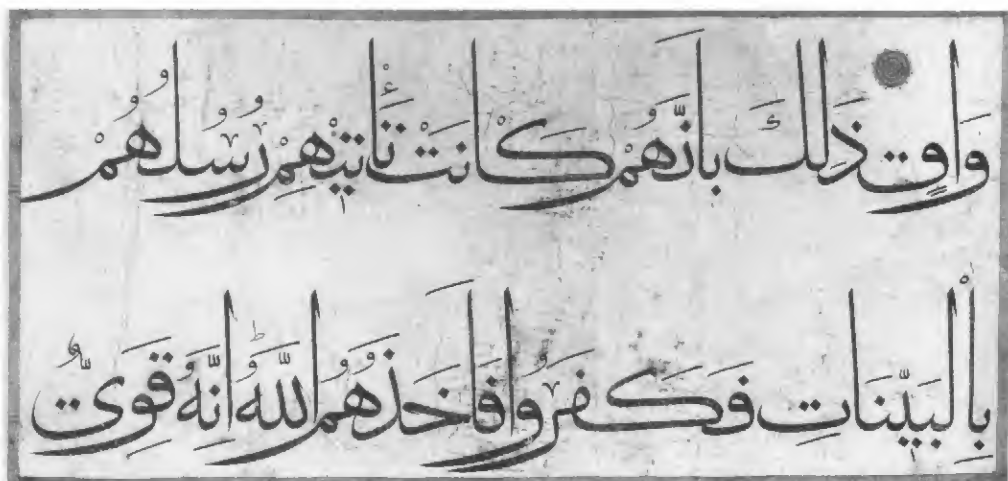 وَاقٍ ذَلِكَ بِأَنَّهُمْ كَانَتْ تَأْتِيهِمْ رُسُلُهُمْ
بِالْبَيِّنَاتِ فَكَفَرُوا فَأَخَذَهُمُ اللَّهُ إِنَّهُ قَوِيٌّ